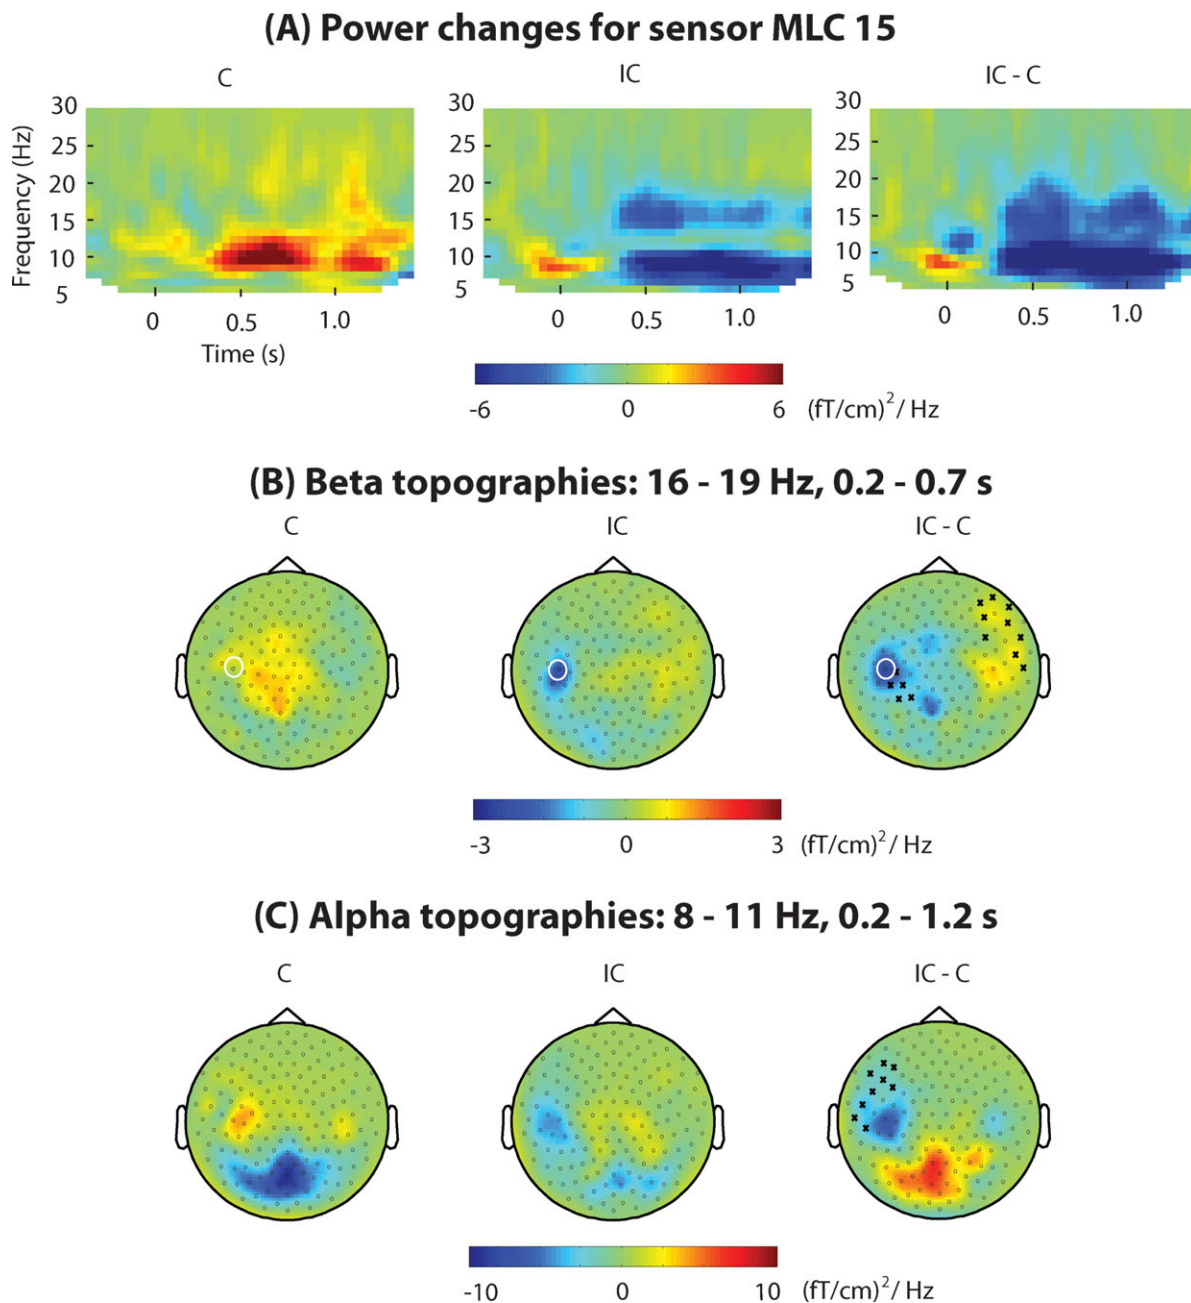 (A) Power changes for sensor MLC 15
C IC IC - C
30 30 30
25 25 25
20 20 20
15 15 15
10 10 10
5 5 5
Frequency (Hz)
0 0.5 1.0 0 0.5 1.0 0 0.5 1.0
Time (s)
-6 0 6 (fT/cm)² / Hz
(B) Beta topographies: 16 - 19 Hz, 0.2 - 0.7 s
C IC IC - C
-3 0 3 (fT/cm)² / Hz
(C) Alpha topographies: 8 - 11 Hz, 0.2 - 1.2 s
C IC IC - C
-10 0 10 (fT/cm)² / Hz